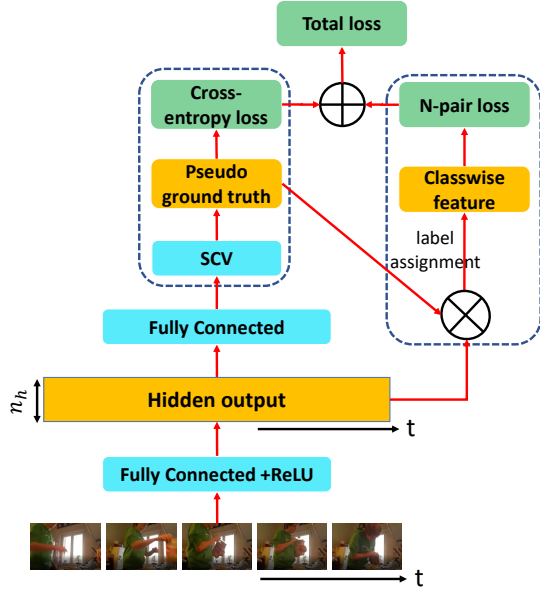 Total loss
Cross-
entropy loss
N-pair loss
Pseudo
ground truth
Classwise
feature
label
assignment
SCV
Fully Connected
n_h
Hidden output
t
Fully Connected +ReLU
t